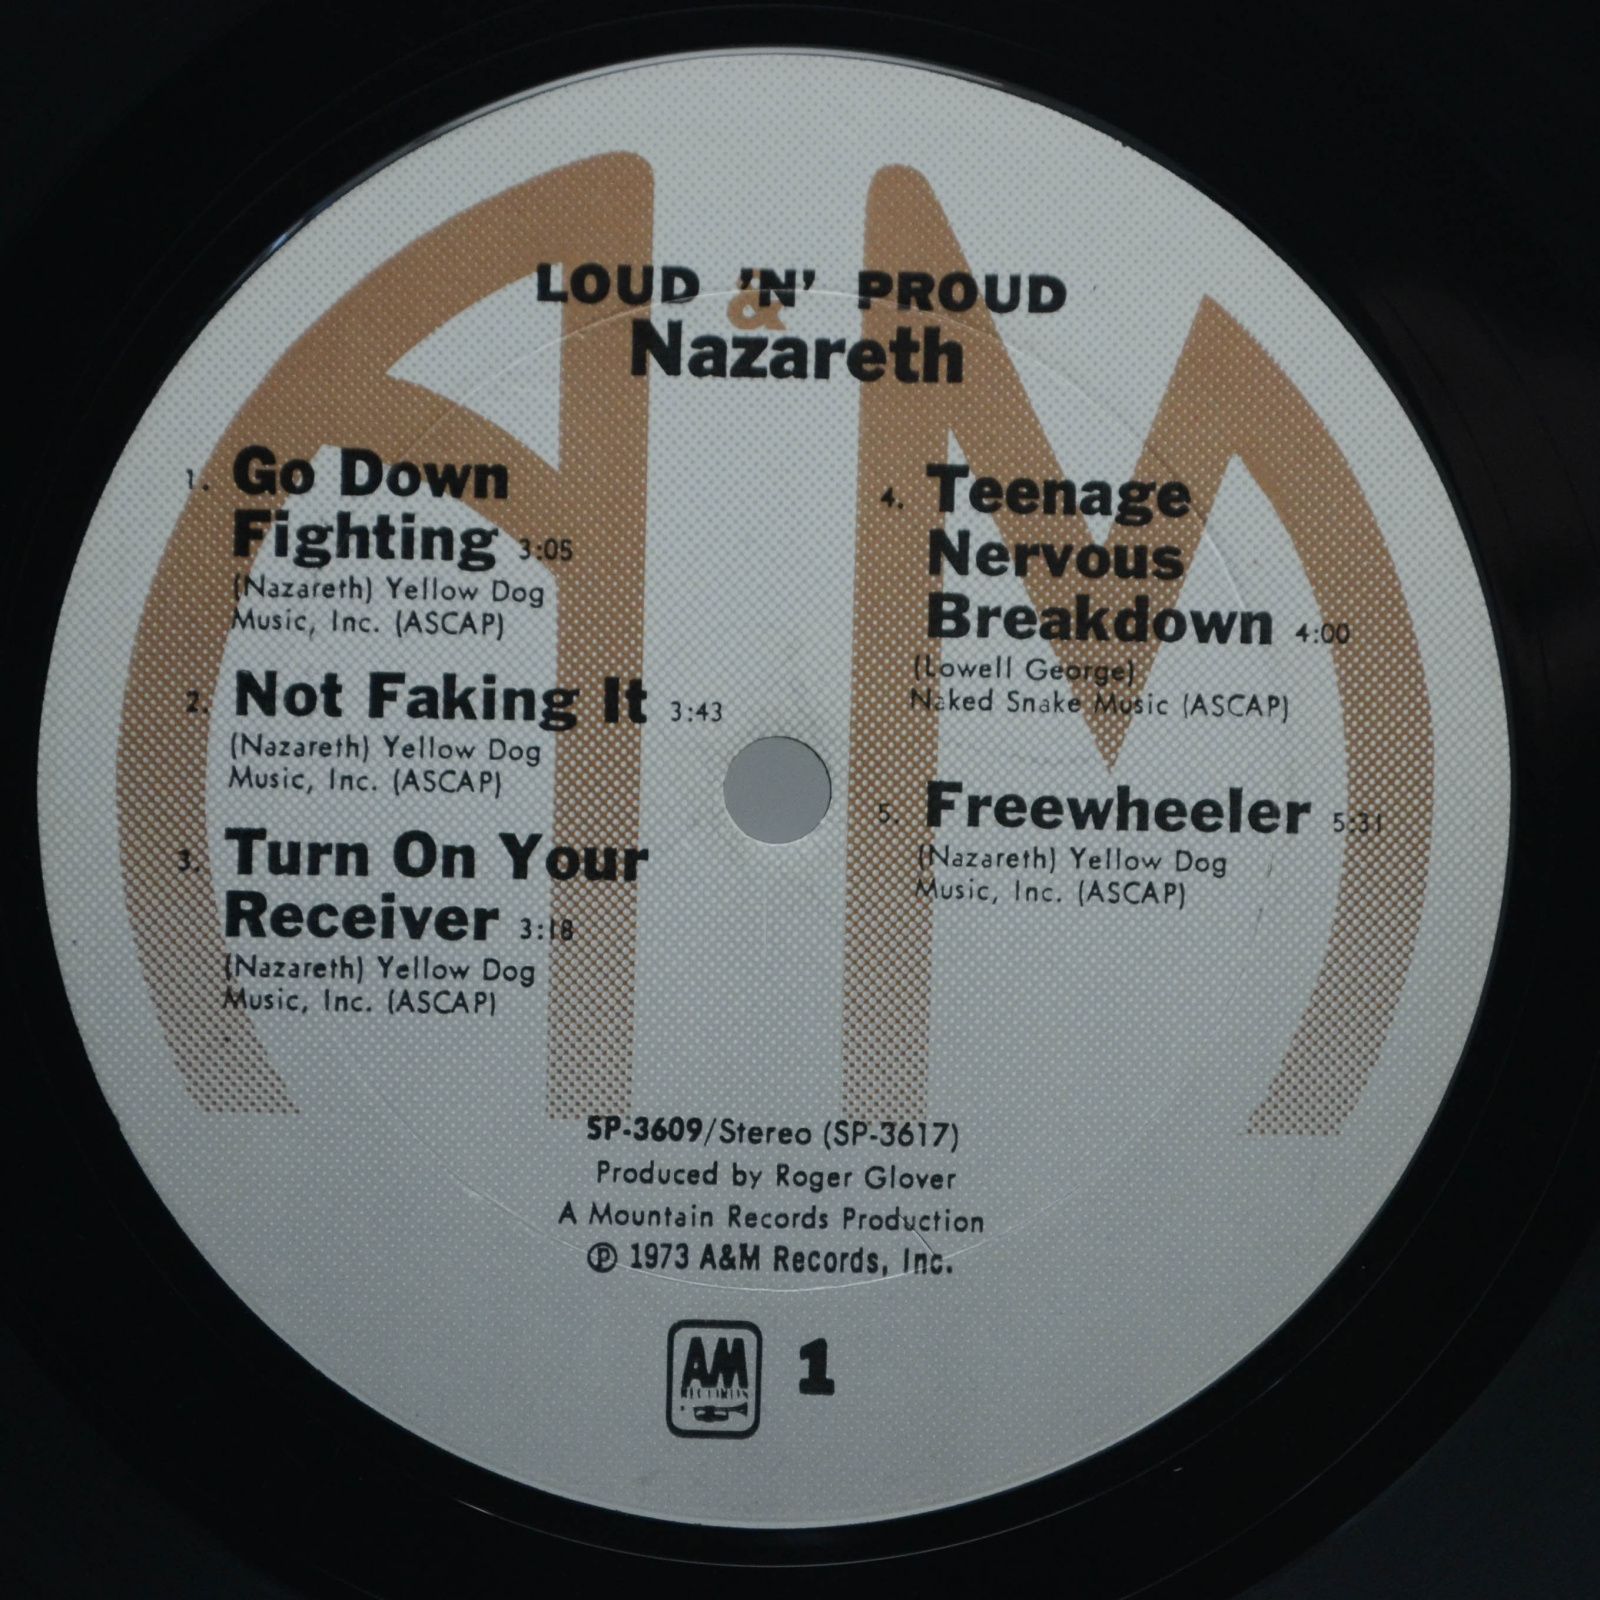 LOUD 'N' PROUD
&
Nazareth
1. Go Down
Fighting 3:05
(Nazareth) Yellow Dog
Music, Inc. (ASCAP)
2. Not Faking It 3:43
(Nazareth) Yellow Dog
Music, Inc. (ASCAP)
3. Turn On Your
Receiver 3:18
(Nazareth) Yellow Dog
Music, Inc. (ASCAP)
4. Teenage
Nervous
Breakdown 4:00
(Lowell George)
Naked Snake Music (ASCAP)
5. Freewheeler 5:31
(Nazareth) Yellow Dog
Music, Inc. (ASCAP)
AM
SP-3609/Stereo (SP-3617)
Produced by Roger Glover
A Mountain Records Production
℗ 1973 A&M Records, Inc.
AM 1
RECORDS